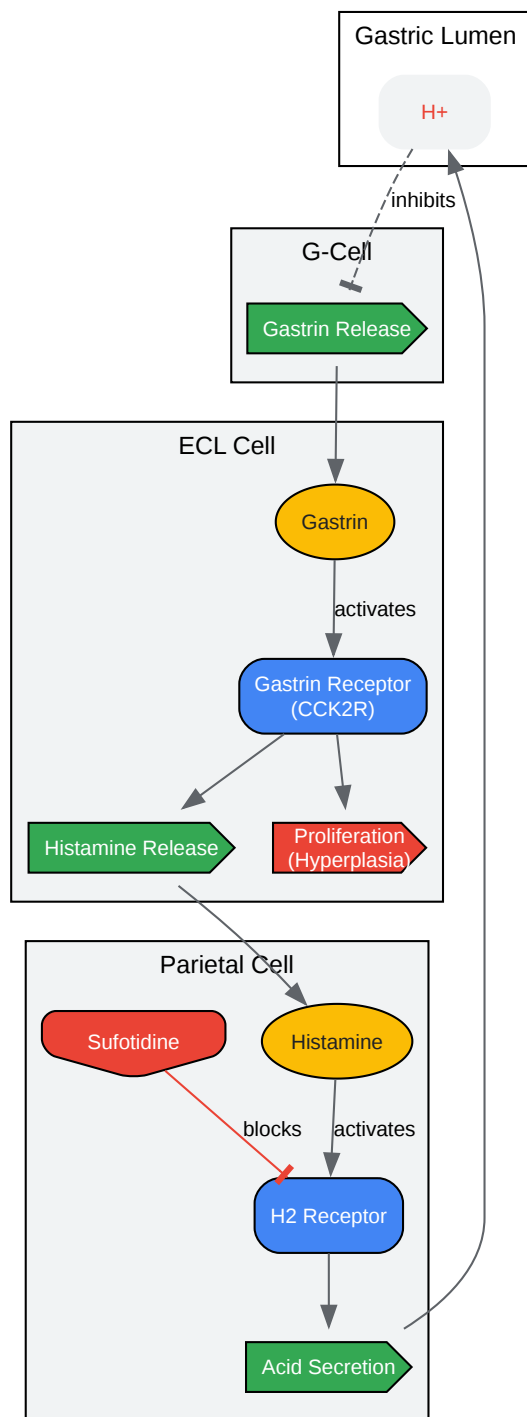 Gastric Lumen
H+
inhibits
G-Cell
Gastrin Release
ECL Cell
Gastrin
activates
Gastrin Receptor
(CCK2R)
Histamine Release
Proliferation
(Hyperplasia)
Parietal Cell
Sufotidine
Histamine
blocks
activates
H2 Receptor
Acid Secretion